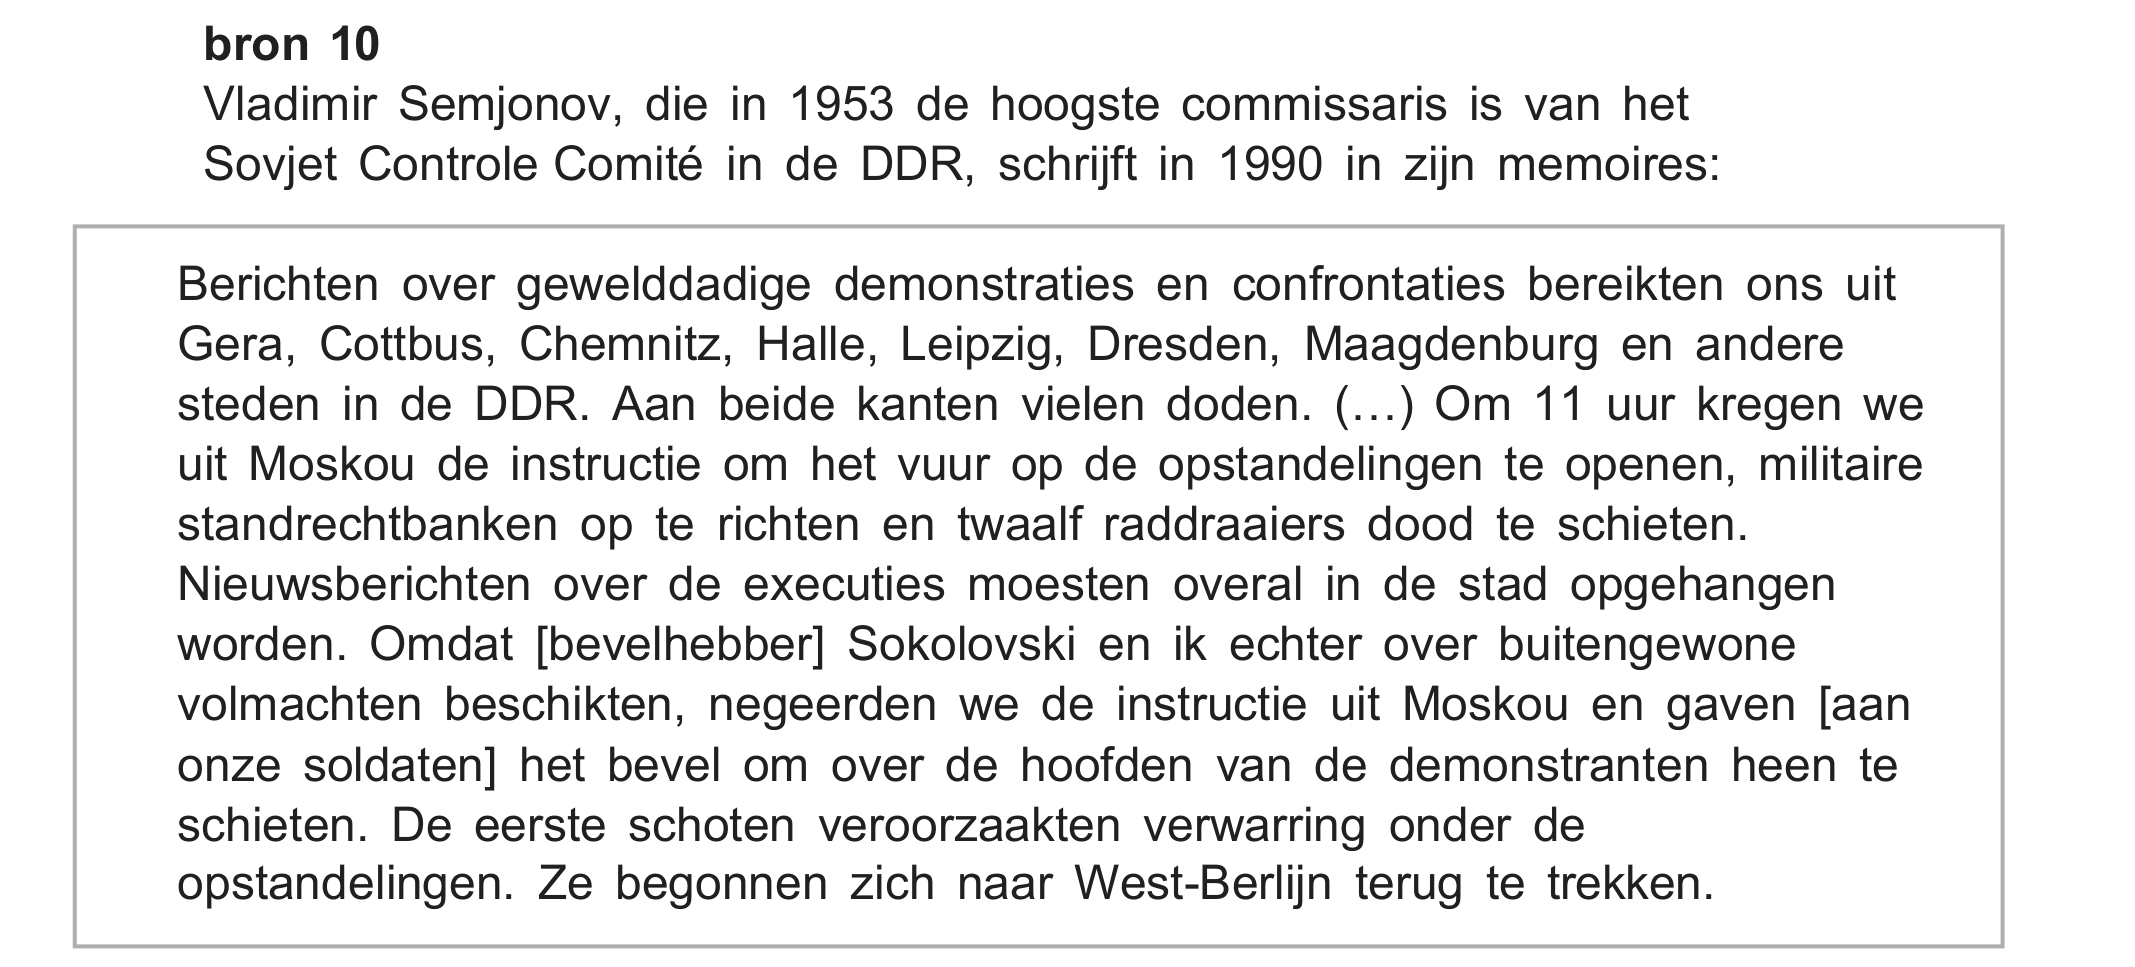 bron 10
Vladimir Semjonov, die in 1953 de hoogste commissaris is van het
Sovjet Controle Comité in de DDR, schrijft in 1990 in zijn memoires:
Berichten over gewelddadige demonstraties en confrontaties bereikten ons uit
Gera, Cottbus, Chemnitz, Halle, Leipzig, Dresden, Maagdenburg en andere
steden in de DDR. Aan beide kanten vielen doden. (…) Om 11 uur kregen we
uit Moskou de instructie om het vuur op de opstandelingen te openen, militaire
standrechtbanken op te richten en twaalf raddraaiers dood te schieten.
Nieuwsberichten over de executies moesten overal in de stad opgehangen
worden. Omdat [bevelhebber] Sokolovski en ik echter over buitengewone
volmachten beschikten, negeerden we de instructie uit Moskou en gaven [aan
onze soldaten] het bevel om over de hoofden van de demonstranten heen te
schieten. De eerste schoten veroorzaakten verwarring onder de
opstandelingen. Ze begonnen zich naar West-Berlijn terug te trekken.